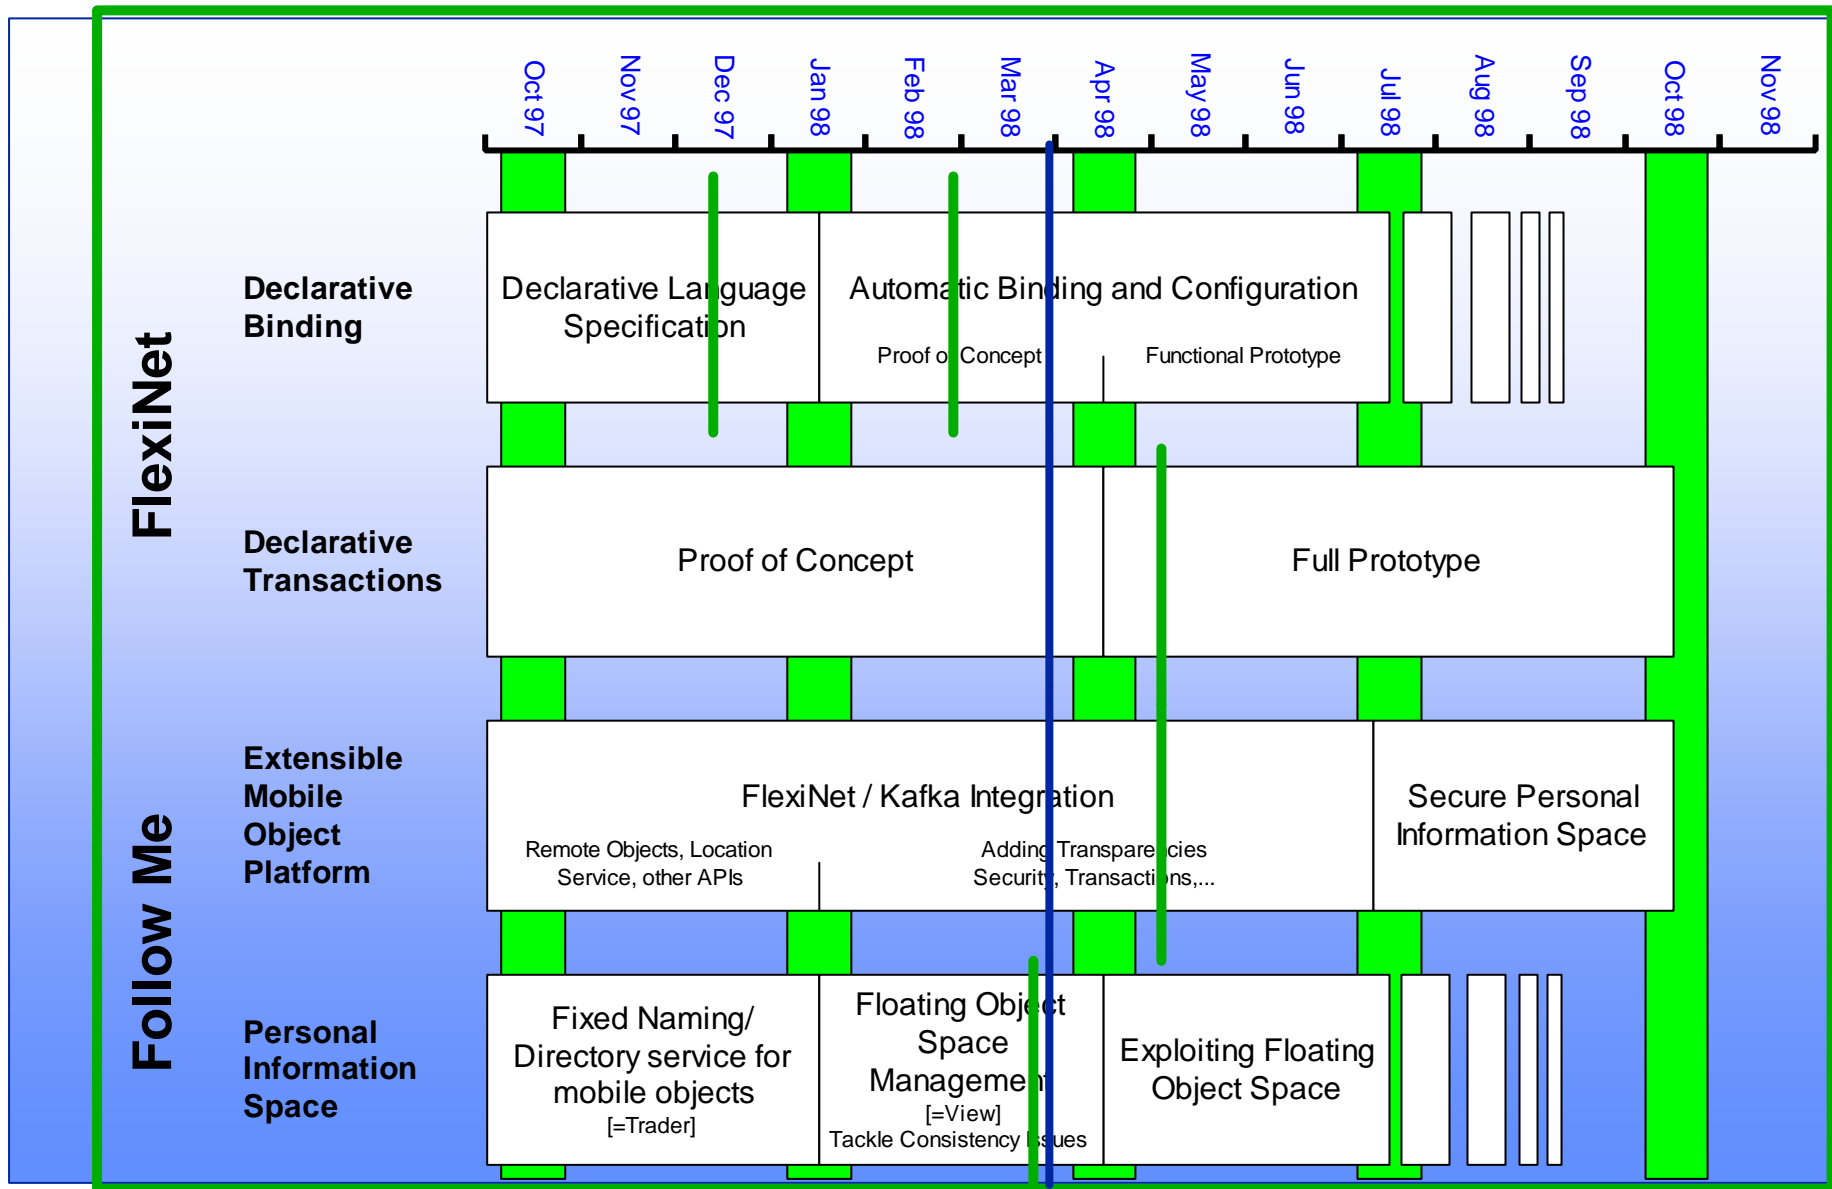 Oct 97
Nov 97
Dec 97
Jan 98
Feb 98
Mar 98
Apr 98
May 98
Jun 98
Jul 98
Aug 98
Sep 98
Oct 98
Nov 98
FlexiNet
Declarative
Binding
Declarative Language
Specification
Automatic Binding and Configuration
Proof of Concept
Functional Prototype
Declarative
Transactions
Proof of Concept
Full Prototype
Follow Me
Extensible
Mobile
Object
Platform
FlexiNet / Kafka Integration
Remote Objects, Location
Service, other APIs
Adding Transparencies
Security, Transactions,...
Secure Personal
Information Space
Personal
Information
Space
Fixed Naming/
Directory service for
mobile objects
[=Trader]
Floating Object
Space
Management
[=View]
Tackle Consistency Issues
Exploiting Floating
Object Space